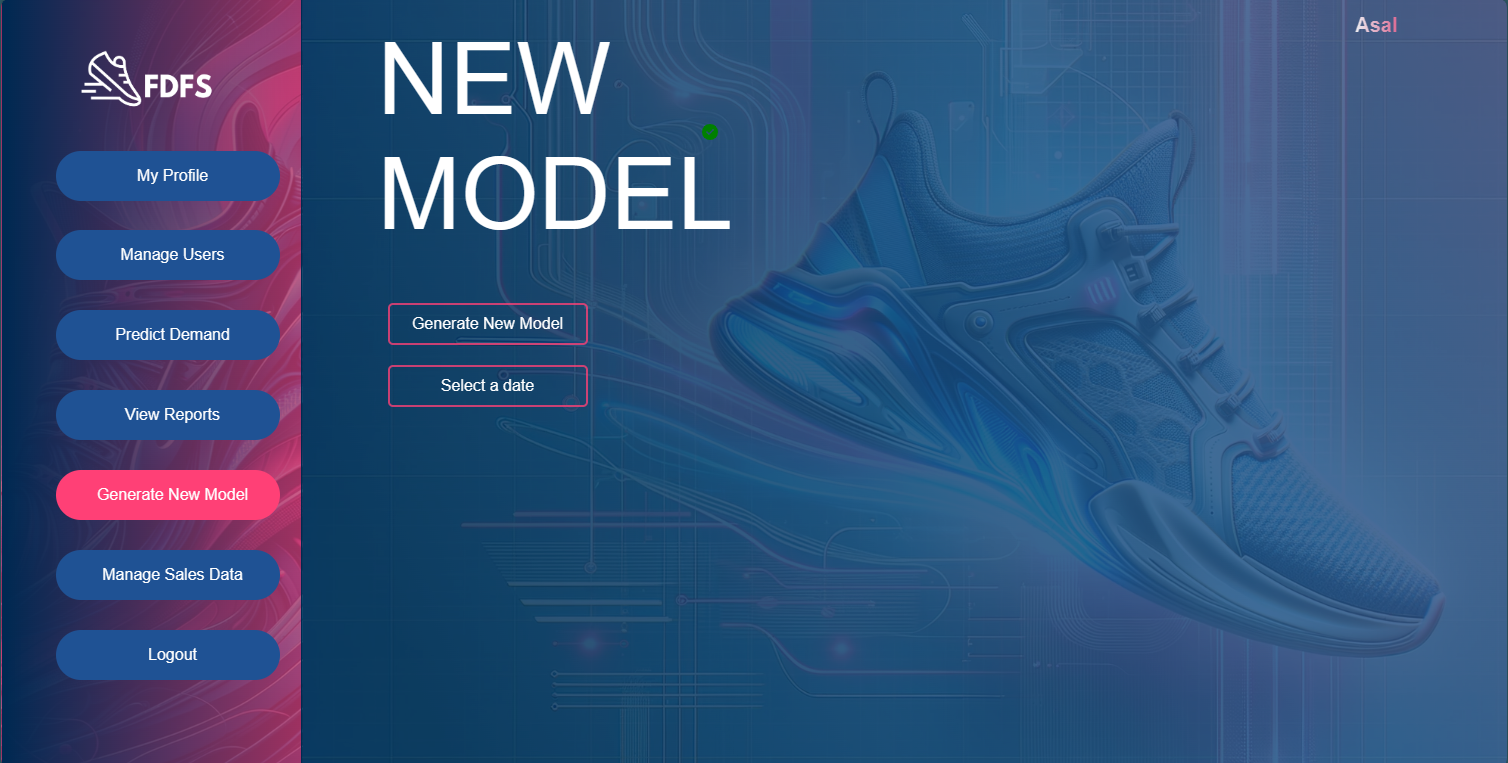 FDFS
My Profile
Manage Users
Predict Demand
View Reports
Generate New Model
Manage Sales Data
Logout
Asal
NEW
MODEL
Generate New Model
Select a date